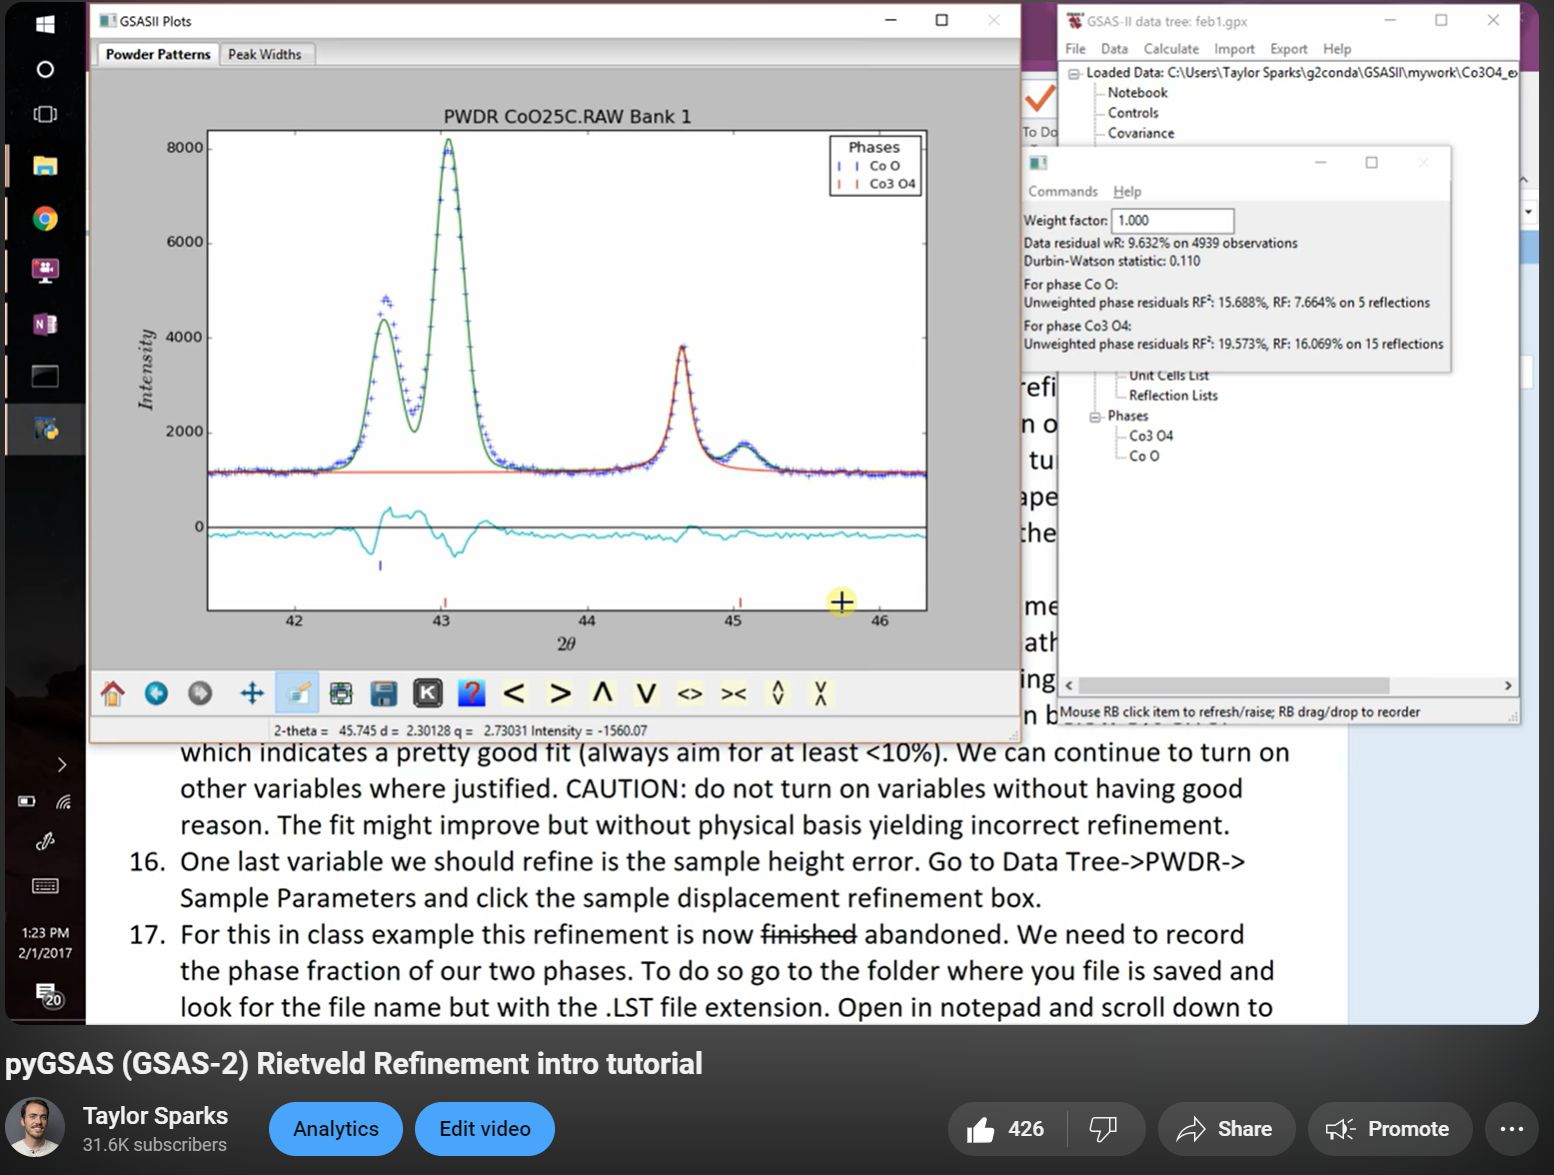 GSASII Plots
Powder Patterns
Peak Widths
PWDR CoO25C.RAW Bank 1
Phases
Co O
Co3 O4
8000
6000
4000
2000
0
Intensity
42
43
44
45
46
2θ
K
?
< > Λ V <> ><
2-theta = 45.745 d = 2.30128 q = 2.73031 Intensity = -1560.07
GSAS-II data tree: feb1.gpx
File Data Calculate Import Export Help
Loaded Data: C:\Users\Taylor Sparks\g2conda\GSASII\mywork\Co3O4_e
Notebook
Controls
Covariance
To Do
Commands Help
Weight factor: 1.000
Data residual wR: 9.632% on 4939 observations
Durbin-Watson statistic: 0.110
For phase Co O:
Unweighted phase residuals RF²: 15.688%, RF: 7.664% on 5 reflections
For phase Co3 O4:
Unweighted phase residuals RF²: 19.573%, RF: 16.069% on 15 reflections
Unit Cells List
Reflection Lists
Phases
Co3 O4
Co O
Mouse RB click item to refresh/raise; RB drag/drop to reorder
refi
n o
tu
ape
the
me
ath
ing
n b
which indicates a pretty good fit (always aim for at least <10%). We can continue to turn on
other variables where justified. CAUTION: do not turn on variables without having good
reason. The fit might improve but without physical basis yielding incorrect refinement.
16. One last variable we should refine is the sample height error. Go to Data Tree->PWDR->
Sample Parameters and click the sample displacement refinement box.
17. For this in class example this refinement is now finished abandoned. We need to record
the phase fraction of our two phases. To do so go to the folder where you file is saved and
look for the file name but with the .LST file extension. Open in notepad and scroll down to
N
1:23 PM
2/1/2017
20
pyGSAS (GSAS-2) Rietveld Refinement intro tutorial
Taylor Sparks
31.6K subscribers
Analytics
Edit video
426
Share
Promote